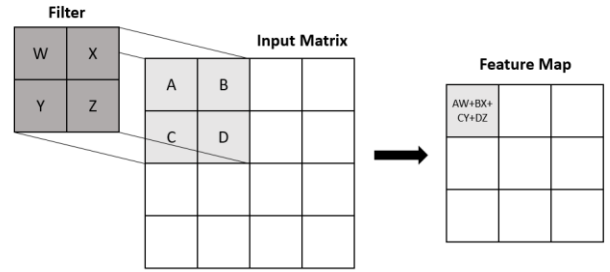 Filter
W X
Y Z
Input Matrix
A B
C D
Feature Map
AW+BX+
CY+DZ